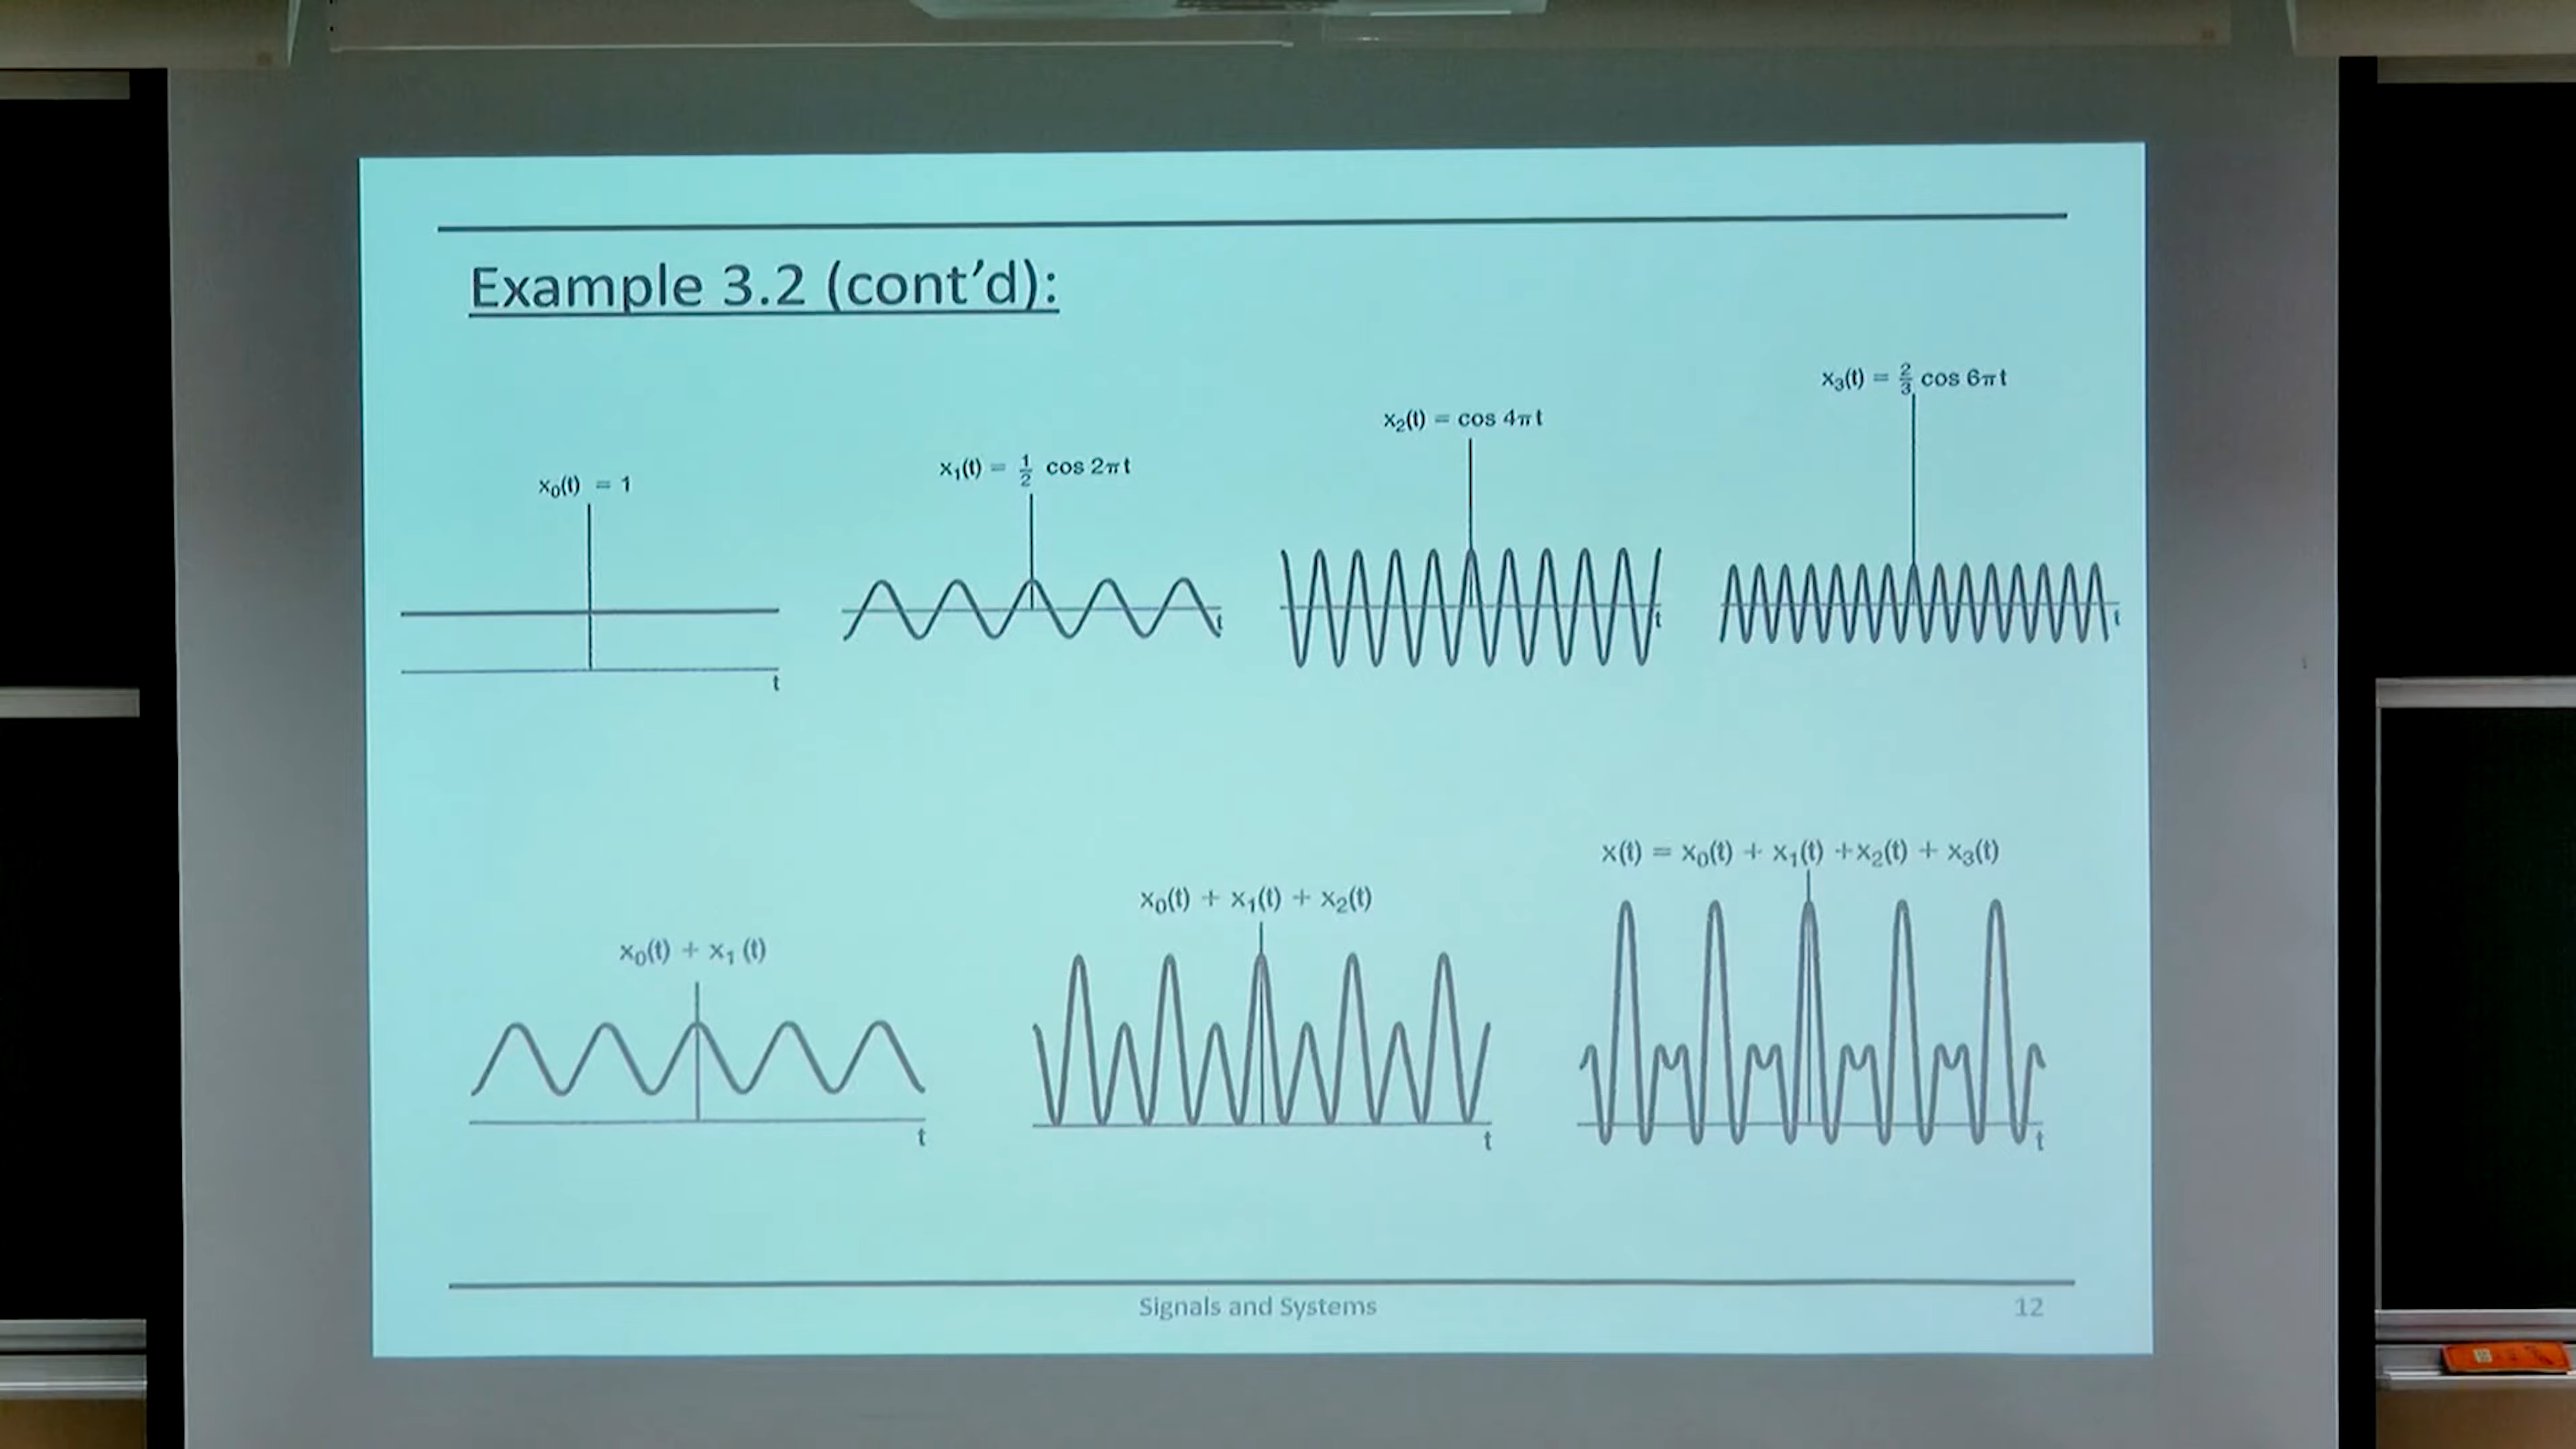 Example 3.2 (cont’d):
x₀(t) = 1
x₁(t) = ½ cos 2πt
x₂(t) = cos 4πt
x₃(t) = ⅔ cos 6πt
t
t
t
t
x₀(t) + x₁ (t)
x₀(t) + x₁(t) + x₂(t)
x(t) = x₀(t) + x₁(t) +x₂(t) + x₃(t)
t
t
t
Signals and Systems
12